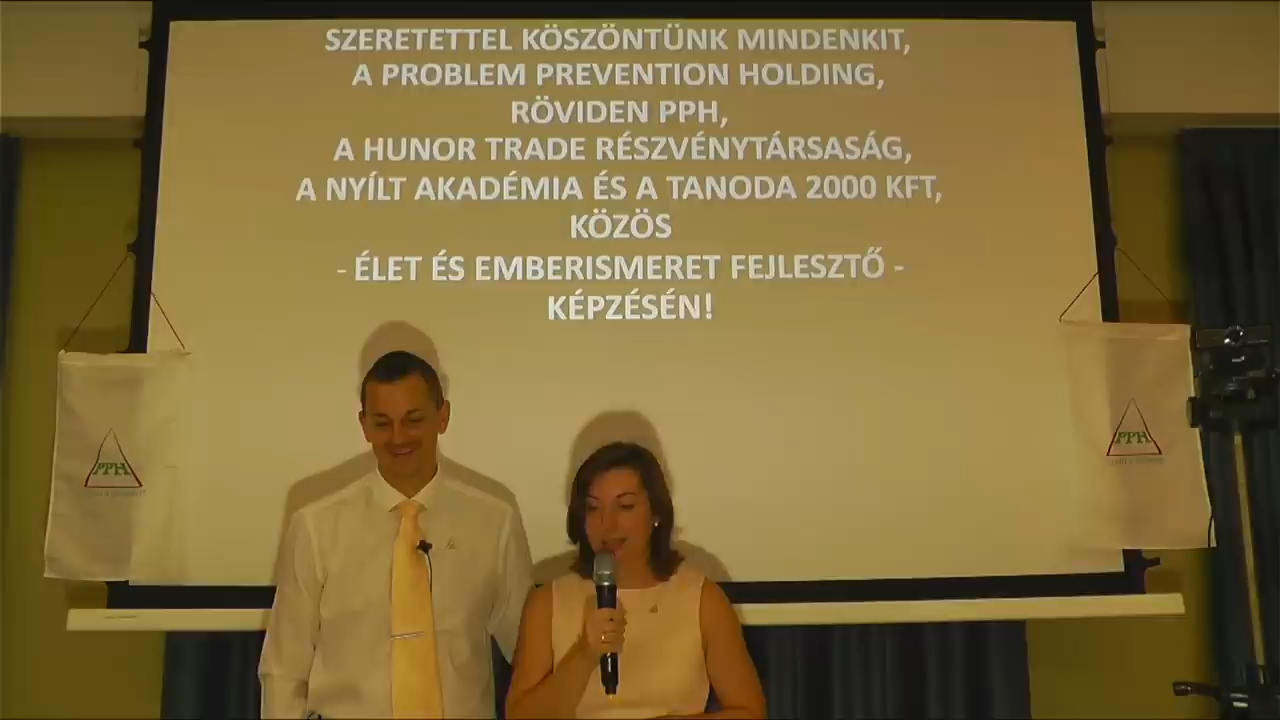 SZERETETTEL KÖSZÖNTÜNK MINDENKIT,
A PROBLEM PREVENTION HOLDING,
RÖVIDEN PPH,
A HUNOR TRADE RÉSZVÉNYTÁRSASÁG,
A NYÍLT AKADÉMIA ÉS A TANODA 2000 KFT,
KÖZÖS
- ÉLET ÉS EMBERISMERET FEJLESZTŐ -
KÉPZÉSÉN!
PPH
PPH